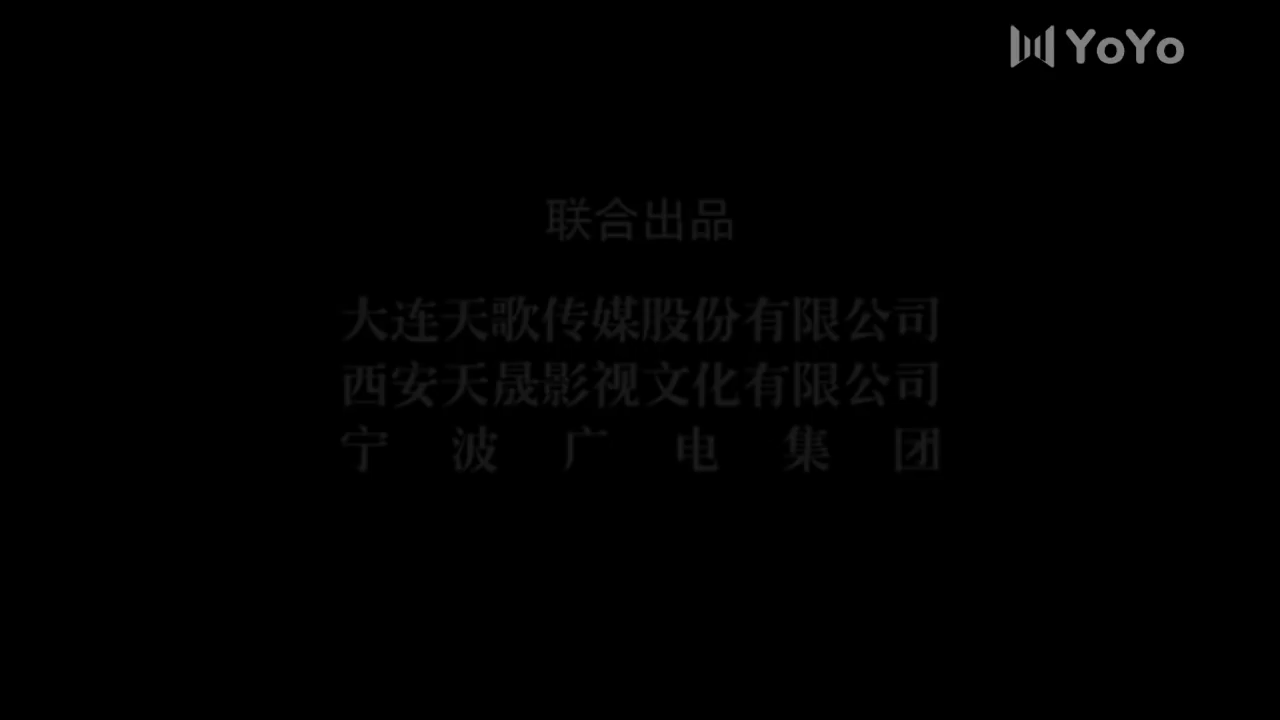 YoYo
联合出品
大连天歌传媒股份有限公司
西安天晟影视文化有限公司
宁波广电集团